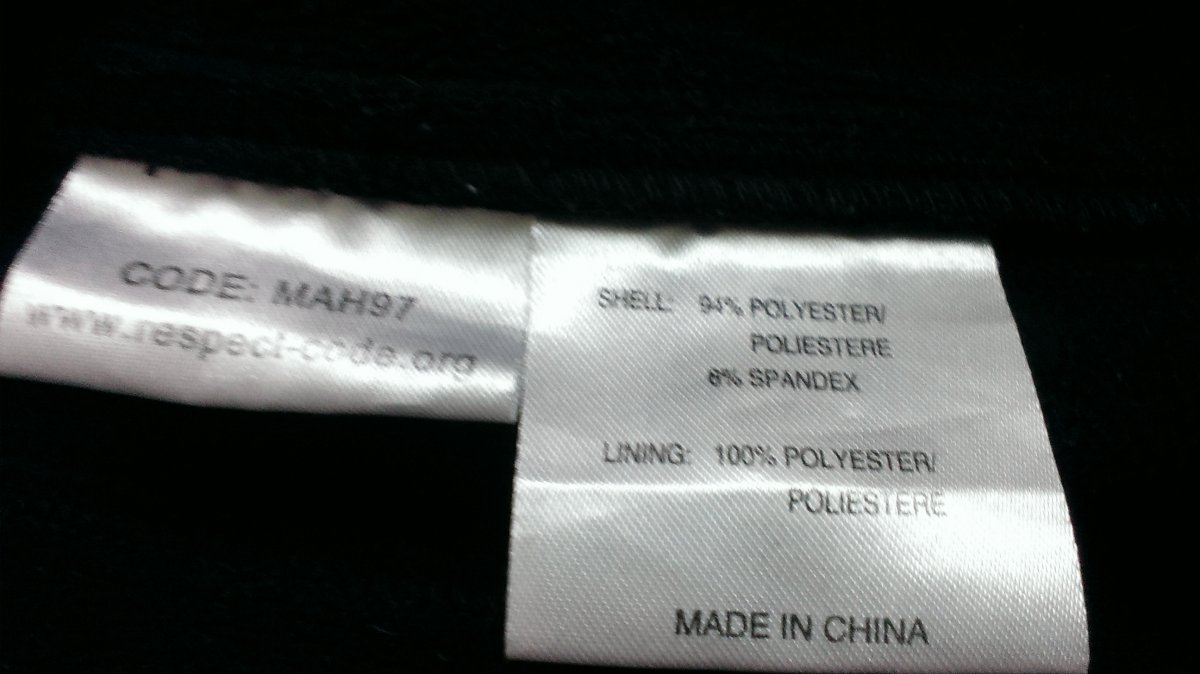 CODE: MAH97
www.respect-code.org
SHELL: 94% POLYESTER/
POLIESTERE
6% SPANDEX
LINING: 100% POLYESTER/
POLIESTERE
MADE IN CHINA